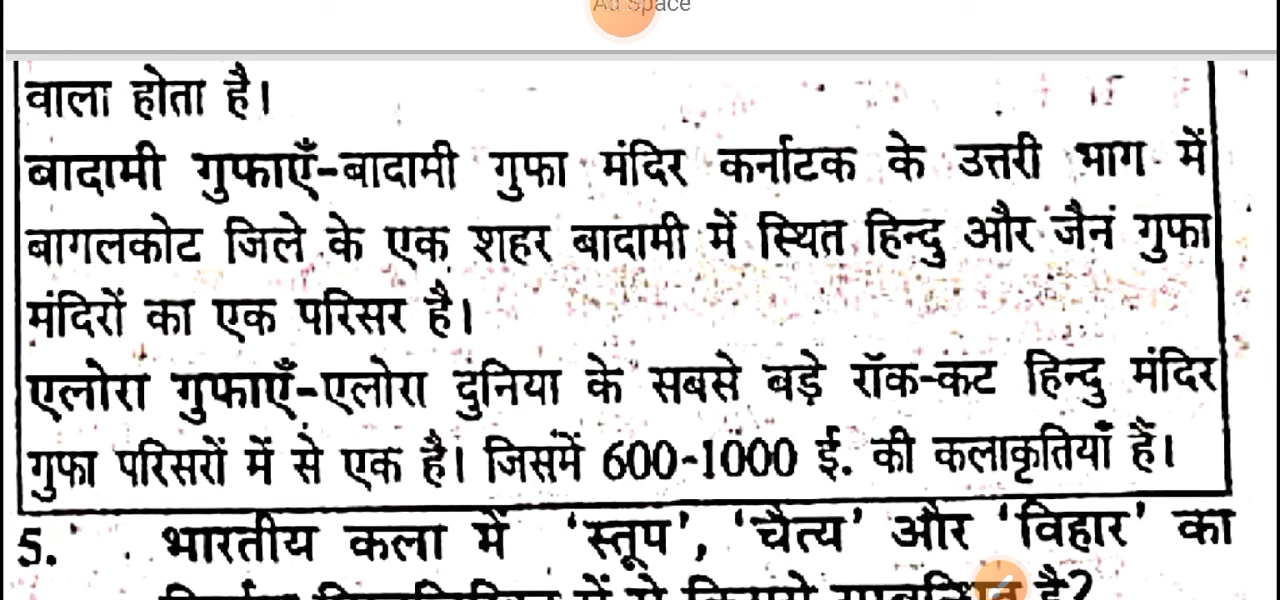 Ad Space
वाला होता है।
बादामी गुफाएँ-बादामी गुफा मंदिर कर्नाटक के उत्तरी भाग में
बागलकोट जिले के एक शहर बादामी में स्थित हिन्दु और जैन गुफा
मंदिरों का एक परिसर है।
एलोरा गुफाएँ-एलोरा दुनिया के सबसे बड़े रॉक-कट हिन्दु मंदिर
गुफा परिसरों में से एक है। जिसमें 600-1000 ई. की कलाकृतियाँ हैं।
5. भारतीय कला में ‘स्तूप’, ‘चैत्य’ और ‘विहार’ का
में से किससे है?